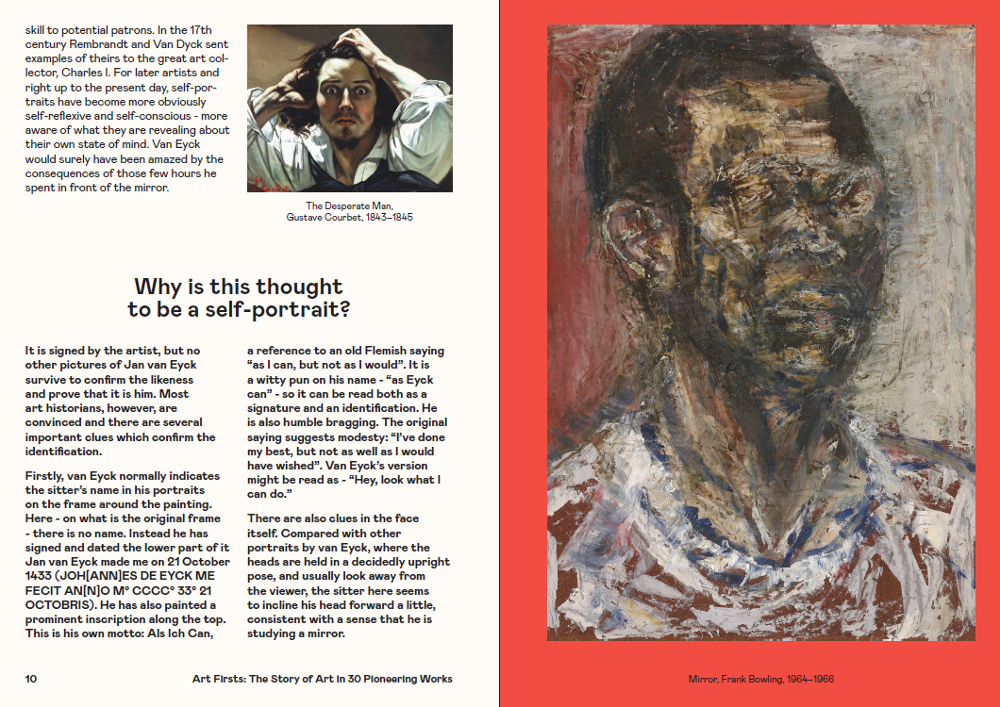 skill to potential patrons. In the 17th
century Rembrandt and Van Dyck sent
examples of theirs to the great art col-
lector, Charles I. For later artists and
right up to the present day, self-por-
traits have become more obviously
self-reflexive and self-conscious - more
aware of what they are revealing about
their own state of mind. Van Eyck
would surely have been amazed by the
consequences of those few hours he
spent in front of the mirror.
The Desperate Man,
Gustave Courbet, 1843–1845
Why is this thought
to be a self-portrait?
It is signed by the artist, but no
other pictures of Jan van Eyck
survive to confirm the likeness
and prove that it is him. Most
art historians, however, are
convinced and there are several
important clues which confirm the
identification.
Firstly, van Eyck normally indicates
the sitter’s name in his portraits
on the frame around the painting.
Here - on what is the original frame
- there is no name. Instead he has
signed and dated the lower part of it
Jan van Eyck made me on 21 October
1433 (JOH[ANN]ES DE EYCK ME
FECIT AN[N]O M° CCCC° 33° 21
OCTOBRIS). He has also painted a
prominent inscription along the top.
This is his own motto: Als Ich Can,
a reference to an old Flemish saying
“as I can, but not as I would”. It is
a witty pun on his name - “as Eyck
can” - so it can be read both as a
signature and an identification. He
is also humble bragging. The original
saying suggests modesty: “I’ve done
my best, but not as well as I would
have wished”. Van Eyck’s version
might be read as - “Hey, look what I
can do.”
There are also clues in the face
itself. Compared with other
portraits by van Eyck, where the
heads are held in a decidedly upright
pose, and usually look away from
the viewer, the sitter here seems
to incline his head forward a little,
consistent with a sense that he is
studying a mirror.
10
Art Firsts: The Story of Art in 30 Pioneering Works
Mirror, Frank Bowling, 1964–1966